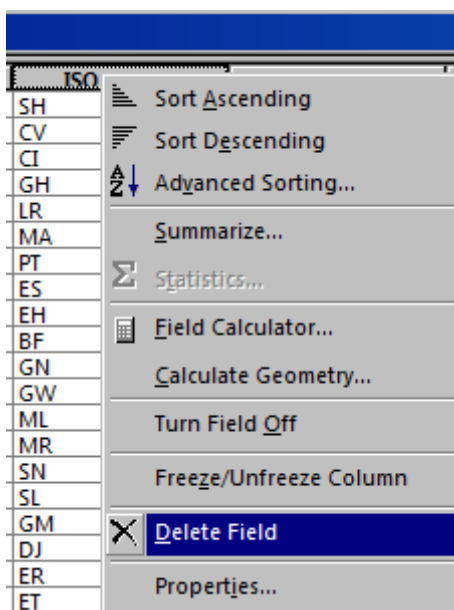 ISO
SH
CV
CI
GH
LR
MA
PT
ES
EH
BF
GN
GW
ML
MR
SN
SL
GM
DJ
ER
ET
Sort Ascending
Sort Descending
Advanced Sorting...
Summarize...
Statistics...
Field Calculator...
Calculate Geometry...
Turn Field Off
Freeze/Unfreeze Column
Delete Field
Properties...